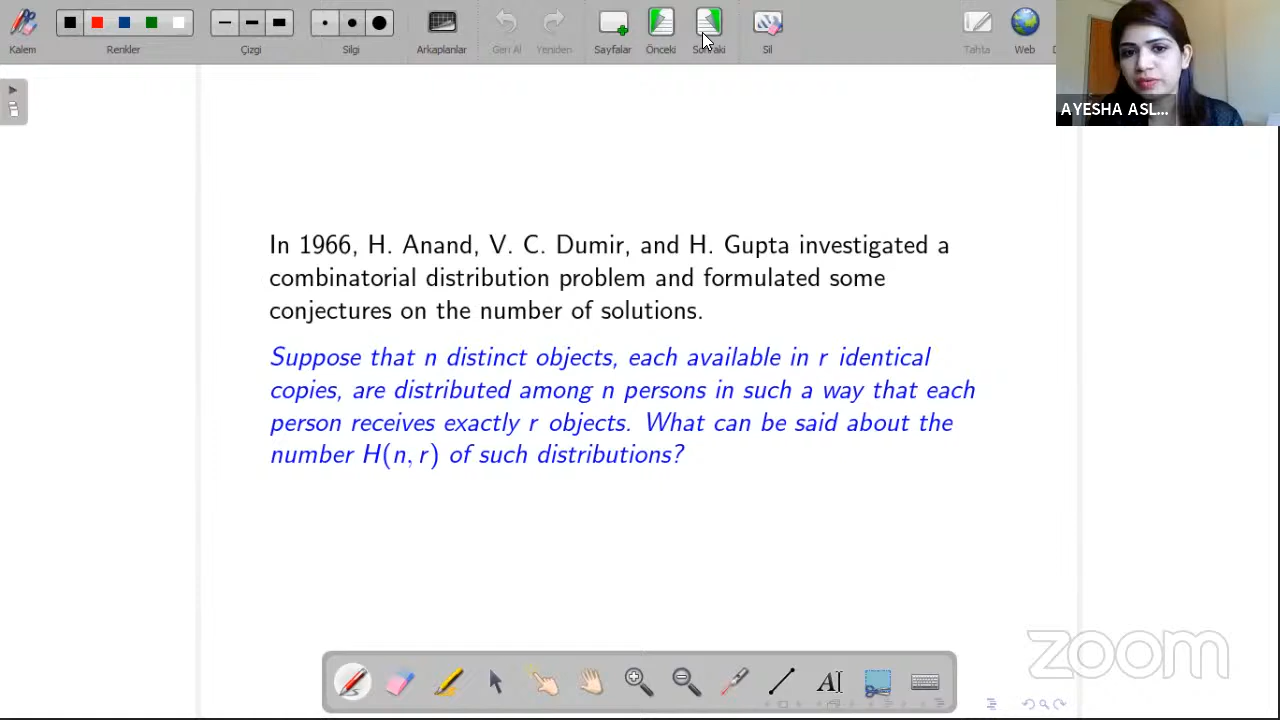 Kalem
Renkler
Çizgi
Silgi
Arkaplanlar
Geri Al
Yeniden
Sayfalar
Önceki
Sonraki
Sil
Tahta
Web
AYESHA ASL...
In 1966, H. Anand, V. C. Dumir, and H. Gupta investigated a
combinatorial distribution problem and formulated some
conjectures on the number of solutions.
Suppose that n distinct objects, each available in r identical
copies, are distributed among n persons in such a way that each
person receives exactly r objects. What can be said about the
number H(n, r) of such distributions?
zoom